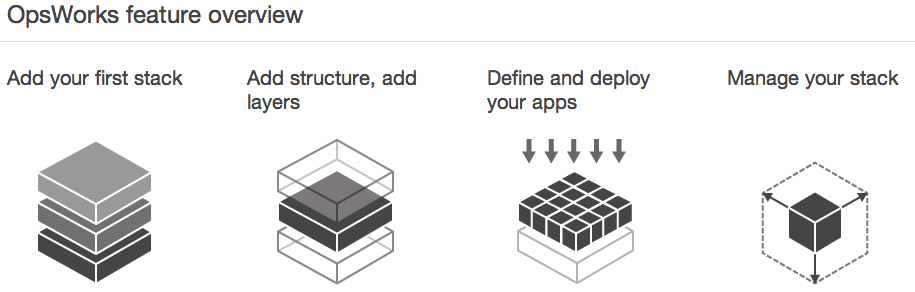 OpsWorks feature overview
Add your first stack
Add structure, add
layers
Define and deploy
your apps
Manage your stack